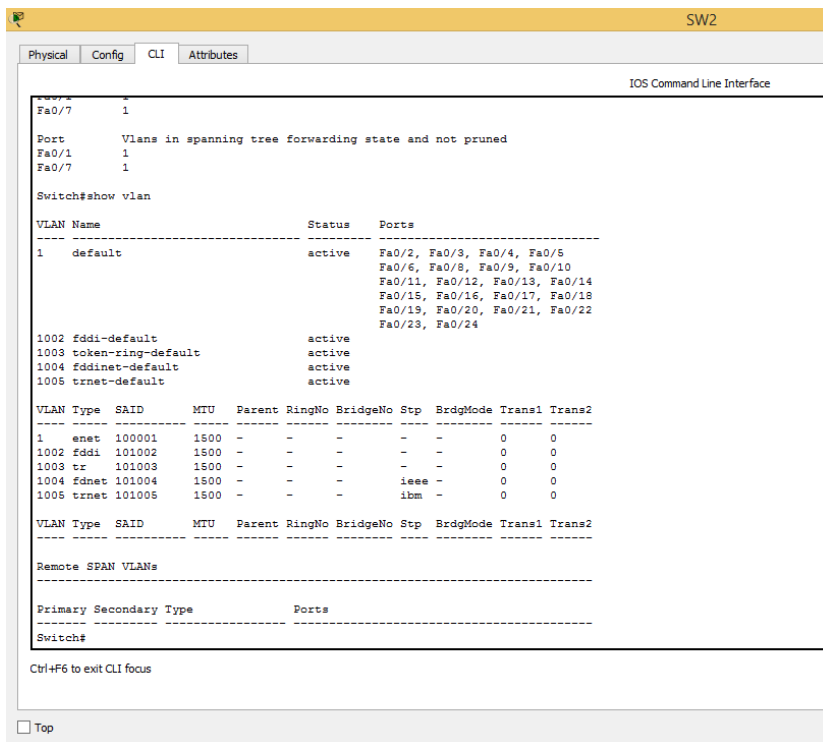 SW2
Physical Config CLI Attributes
IOS Command Line Interface
Fa0/7 1
Port Vlans in spanning tree forwarding state and not pruned
Fa0/1 1
Fa0/7 1
Switch#show vlan
VLAN Name Status Ports
---- -------------------------------- --------- -------------------------------
1 default active Fa0/2, Fa0/3, Fa0/4, Fa0/5
Fa0/6, Fa0/8, Fa0/9, Fa0/10
Fa0/11, Fa0/12, Fa0/13, Fa0/14
Fa0/15, Fa0/16, Fa0/17, Fa0/18
Fa0/19, Fa0/20, Fa0/21, Fa0/22
Fa0/23, Fa0/24
1002 fddi-default active
1003 token-ring-default active
1004 fddinet-default active
1005 trnet-default active
VLAN Type SAID MTU Parent RingNo BridgeNo Stp BrdgMode Trans1 Trans2
---- ----- ---------- ----- ------ ------ -------- ---- -------- ------ ------
1 enet 100001 1500 - - - - - 0 0
1002 fddi 101002 1500 - - - - - 0 0
1003 tr 101003 1500 - - - - - 0 0
1004 fdnet 101004 1500 - - - ieee - 0 0
1005 trnet 101005 1500 - - - ibm - 0 0
VLAN Type SAID MTU Parent RingNo BridgeNo Stp BrdgMode Trans1 Trans2
---- ----- ---------- ----- ------ ------ -------- ---- -------- ------ ------
Remote SPAN VLANs
------------------------------------------------------------------------------
Primary Secondary Type Ports
------- --------- ----------------- ------------------------------------------
Switch#
Ctrl+F6 to exit CLI focus
Top